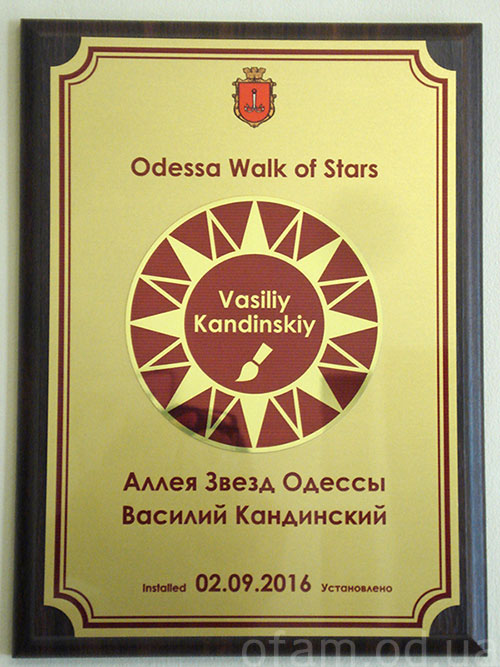 Odessa Walk of Stars
Vasiliy
Kandinskiy
Аллея Звезд Одессы
Василий Кандинский
Installed 02.09.2016 Установлено
ofam.od.ua